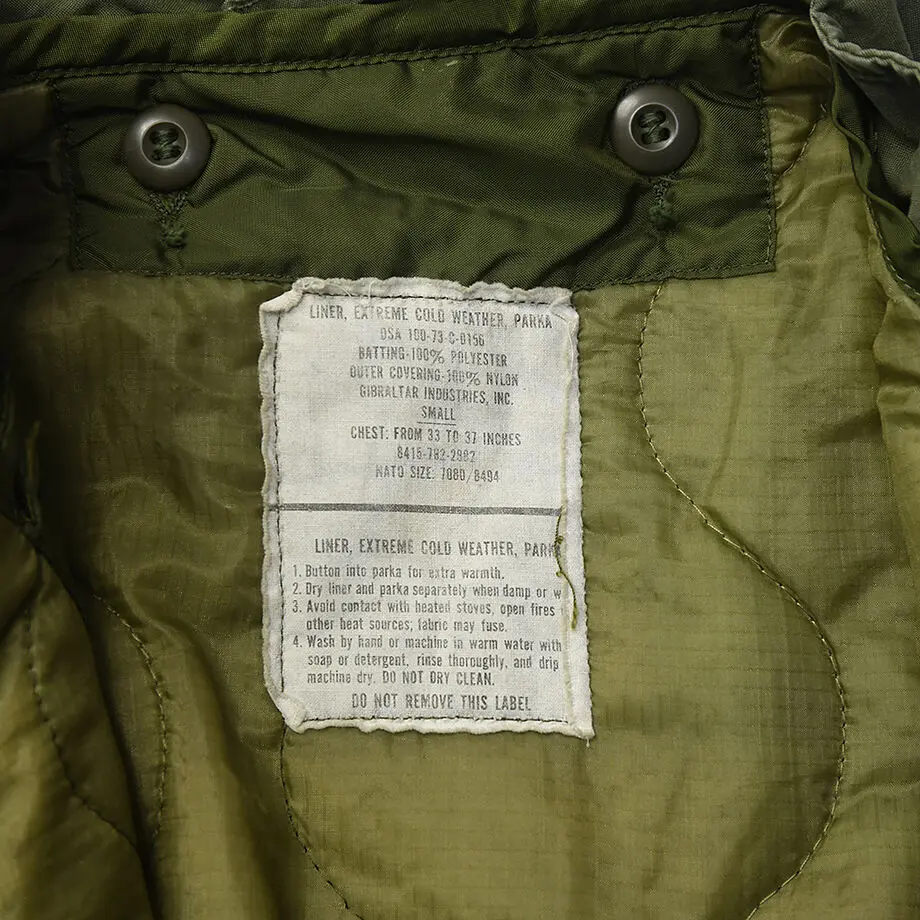 LINER, EXTREME COLD WEATHER, PARKA
DSA 100-73-C-0156
BATTING-100% POLYESTER
OUTER COVERING-100% NYLON
GIBRALTAR INDUSTRIES, INC.
SMALL
CHEST: FROM 33 TO 37 INCHES
8415-782-2882
NATO SIZE: 7080/8494
LINER, EXTREME COLD WEATHER, PARK
1. Button into parka for extra warmth.
2. Dry liner and parka separately when damp or w
3. Avoid contact with heated stoves, open fires
other heat sources; fabric may fuse.
4. Wash by hand or machine in warm water with
soap or detergent, rinse thoroughly, and drip
machine dry. DO NOT DRY CLEAN.
DO NOT REMOVE THIS LABEL